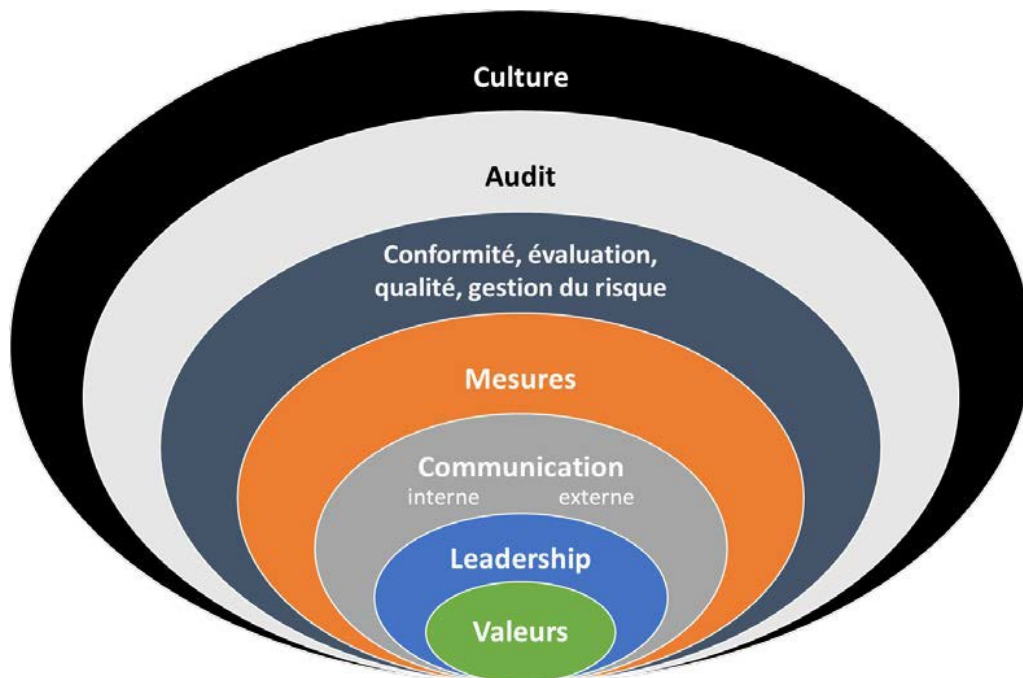 Culture
Audit
Conformité, évaluation,
qualité, gestion du risque
Mesures
Communication
interne externe
Leadership
Valeurs